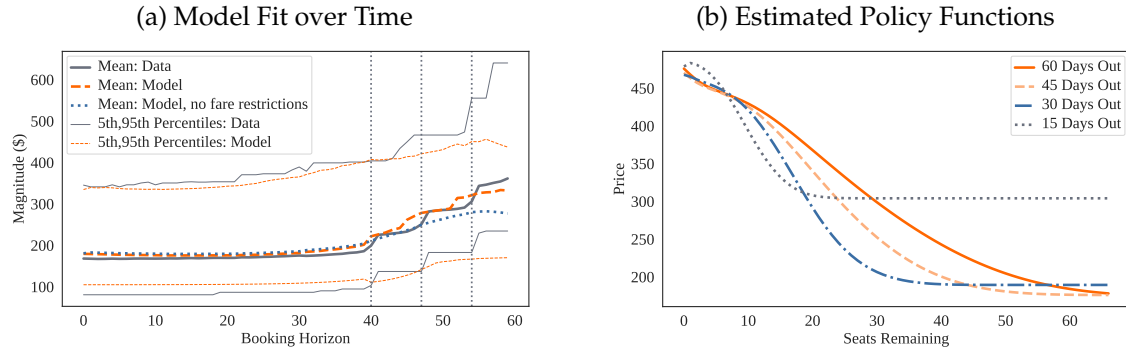 (a) Model Fit over Time
Mean: Data
Mean: Model
Mean: Model, no fare restrictions
5th,95th Percentiles: Data
5th,95th Percentiles: Model
Magnitude ($)
600
500
400
300
200
100
0 10 20 30 40 50 60
Booking Horizon
(b) Estimated Policy Functions
60 Days Out
45 Days Out
30 Days Out
15 Days Out
Price
450
400
350
300
250
200
0 10 20 30 40 50 60
Seats Remaining